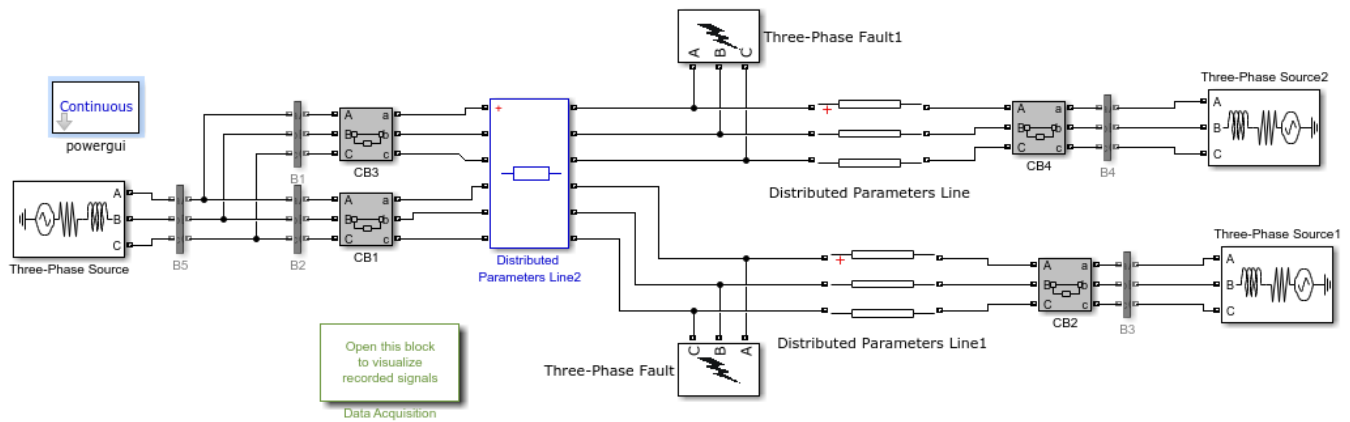 Three-Phase Fault1
A B C
Continuous
powergui
Three-Phase Source2
A
B
C
B1
A a
B b
C c
CB3
+
+
A a
B b
C c
CB4
B4
Distributed Parameters Line
Three-Phase Source
A
B
C
B5
B2
A a
B b
C c
CB1
Distributed
Parameters Line2
Three-Phase Source1
A
B
C
+
A a
B b
C c
CB2
B3
Distributed Parameters Line1
C B A
Three-Phase Fault
Open this block
to visualize
recorded signals
Data Acquisition